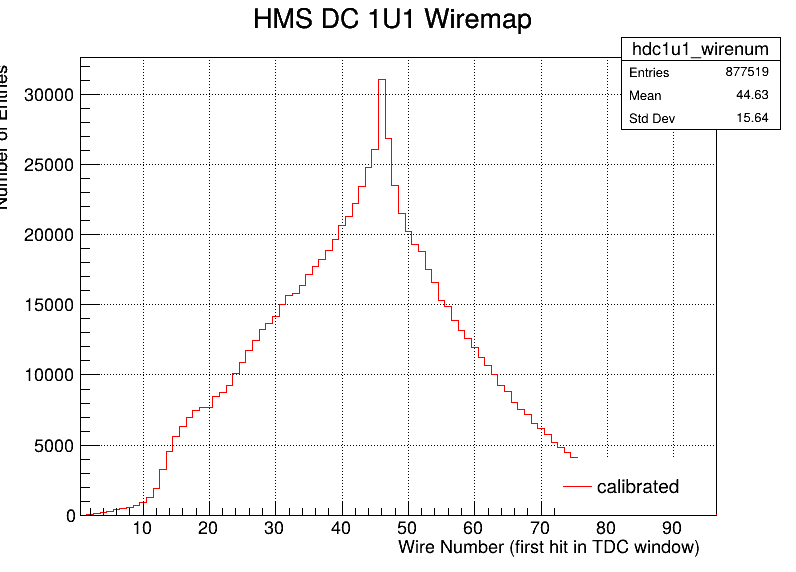 HMS DC 1U1 Wiremap
hdc1u1_wirenum
Entries 877519
Mean 44.63
Std Dev 15.64
Number of Entries
30000
25000
20000
15000
10000
5000
0
10 20 30 40 50 60 70 80 90
calibrated
Wire Number (first hit in TDC window)